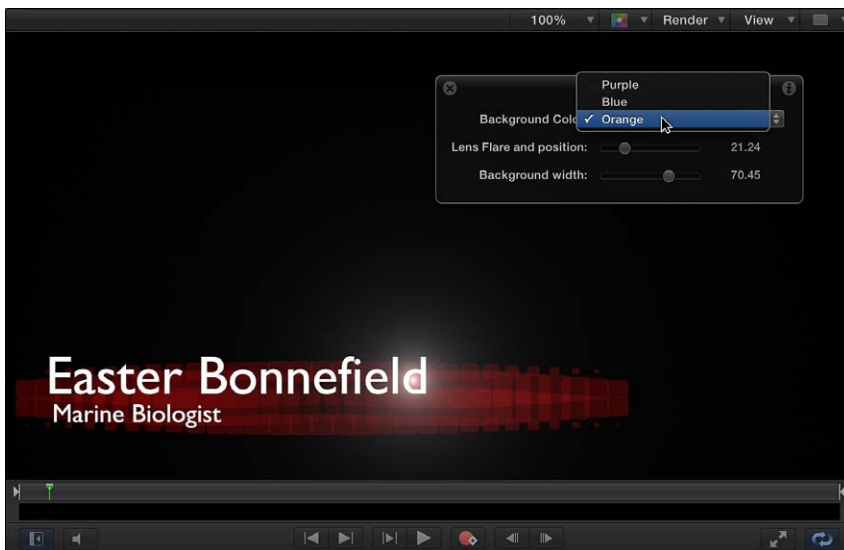 100% Render View
Purple
Blue
Background Colo ✓ Orange
Lens Flare and position: 21.24
Background width: 70.45
Easter Bonnefield
Marine Biologist